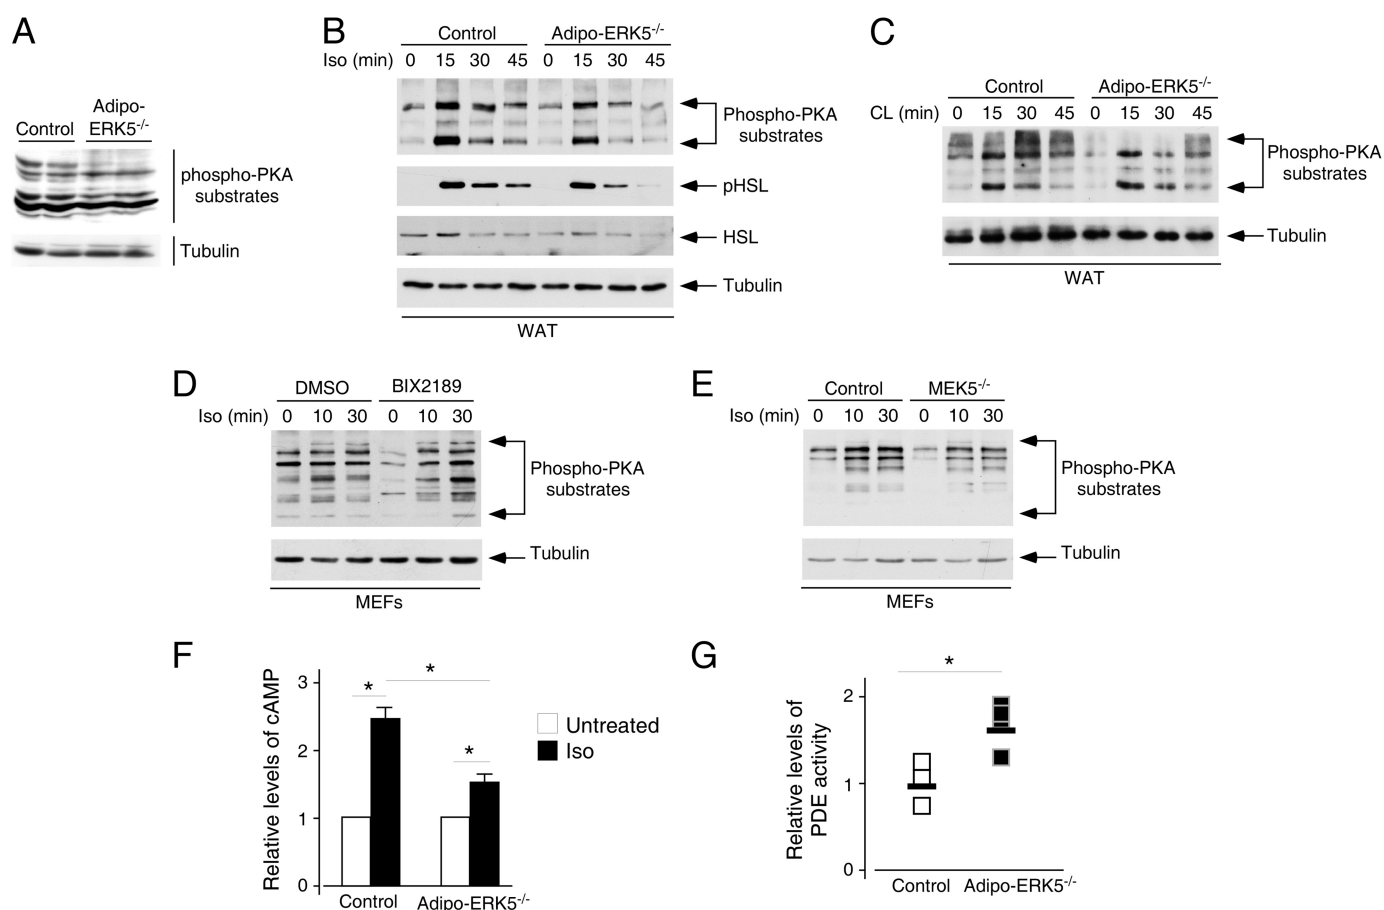 A
Adipo-
Control ERK5-/-
phospho-PKA
substrates
Tubulin
B
Control Adipo-ERK5-/-
Iso (min) 0 15 30 45 0 15 30 45
Phospho-PKA
substrates
pHSL
HSL
Tubulin
WAT
C
Control Adipo-ERK5-/-
CL (min) 0 15 30 45 0 15 30 45
Phospho-PKA
substrates
Tubulin
WAT
D
DMSO BIX2189
Iso (min) 0 10 30 0 10 30
Phospho-PKA
substrates
Tubulin
MEFs
E
Control MEK5-/-
Iso (min) 0 10 30 0 10 30
Phospho-PKA
substrates
Tubulin
MEFs
F
Relative levels of cAMP
3
2
1
0
*
*
*
Untreated
Iso
Control Adipo-ERK5-/-
G
Relative levels of
PDE activity
2
1
0
*
Control Adipo-ERK5-/-